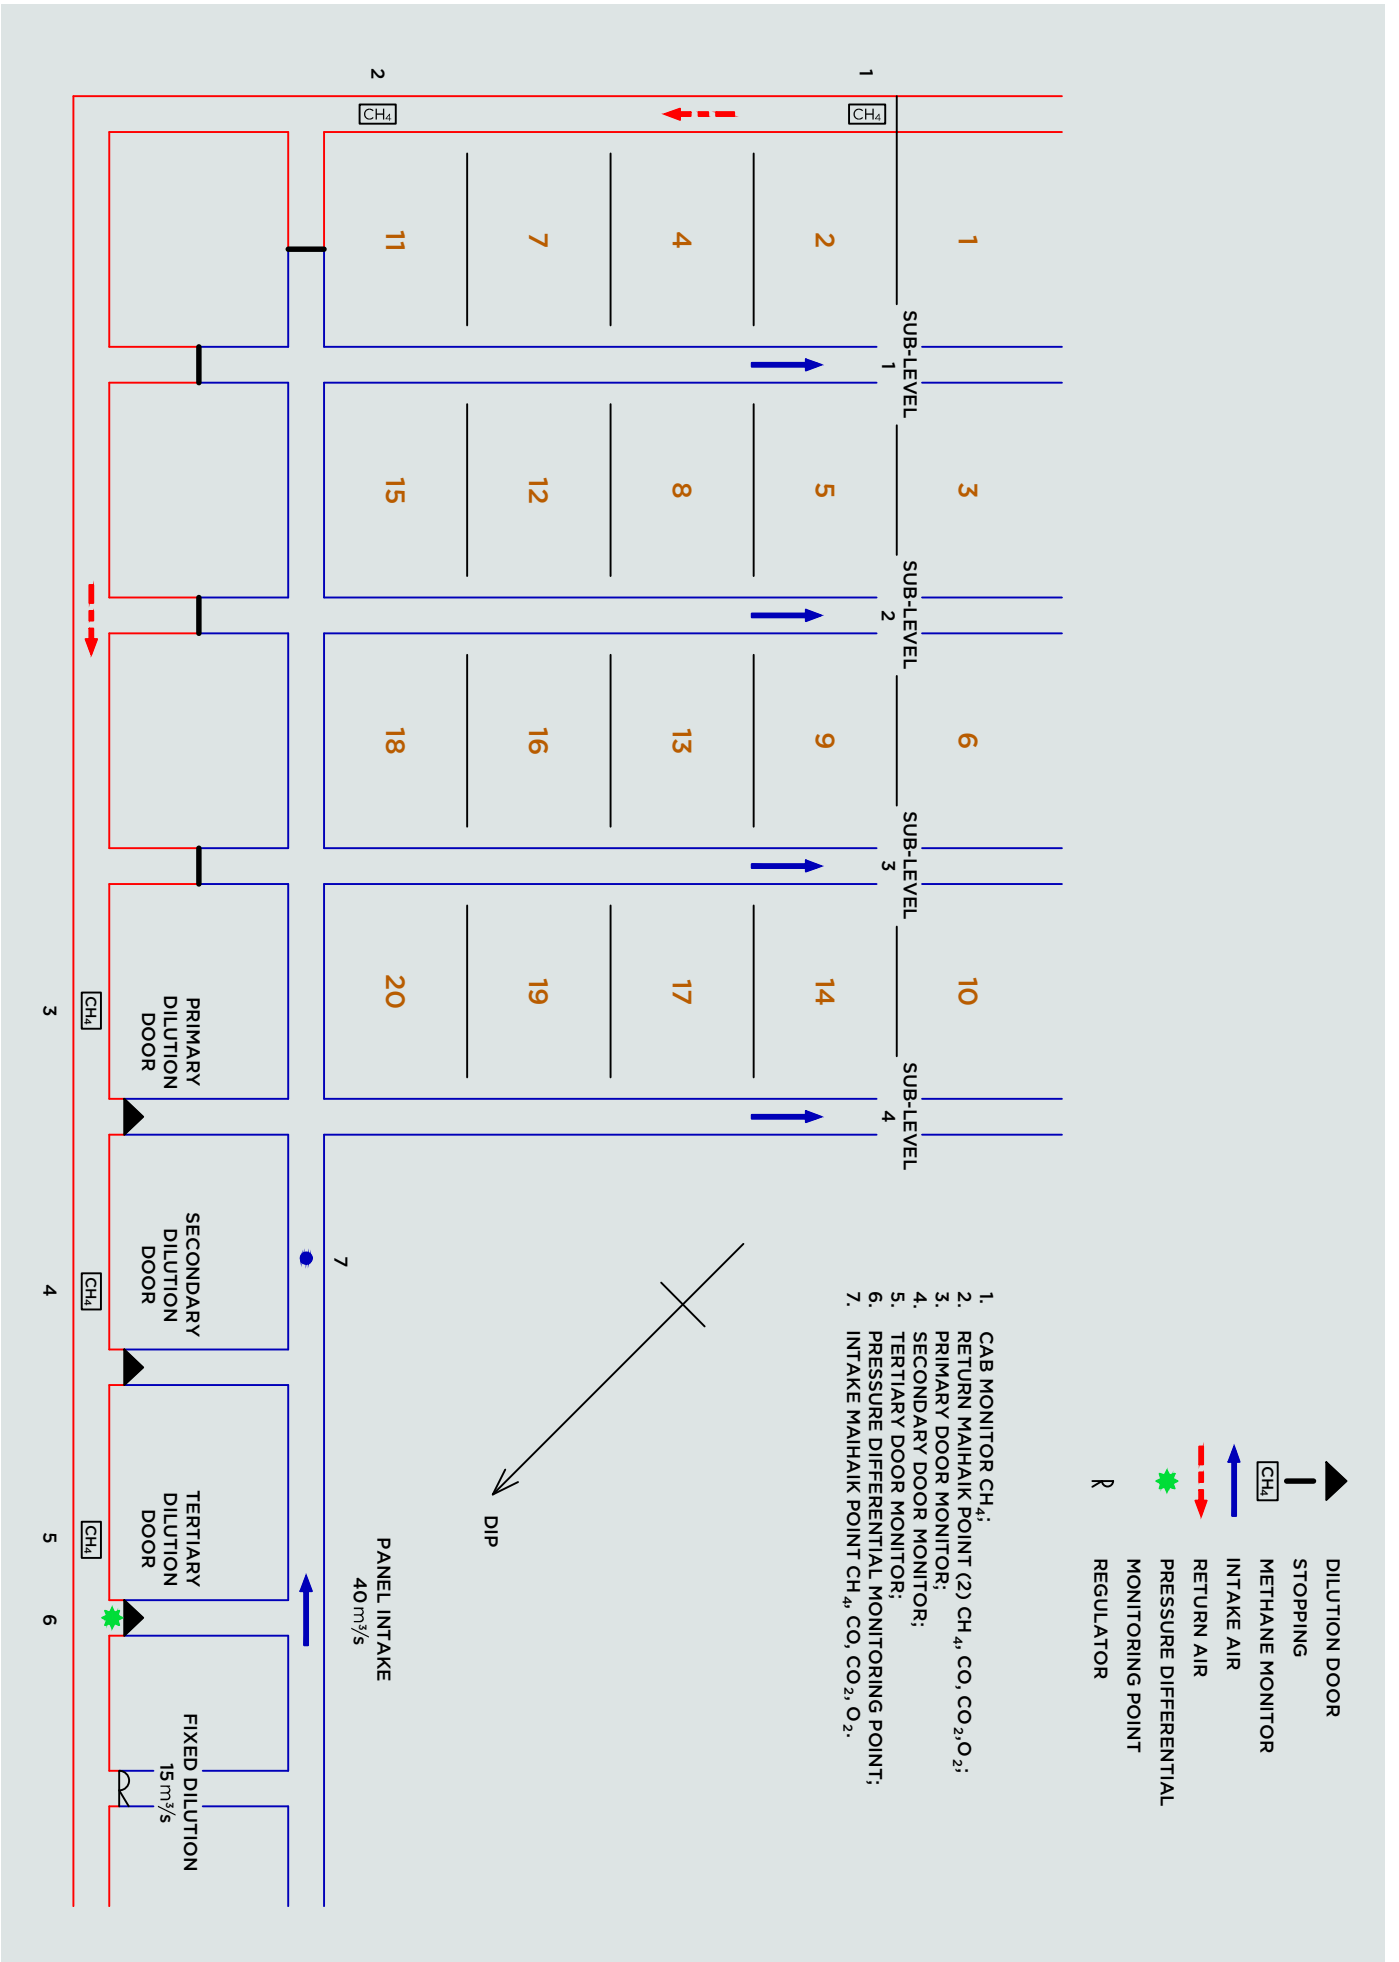 DILUTION DOOR
STOPPING
CH₄ METHANE MONITOR
INTAKE AIR
RETURN AIR
PRESSURE DIFFERENTIAL
MONITORING POINT
R REGULATOR
1. CAB MONITOR CH₄;
2. RETURN MAIHAIK POINT (2) CH₄, CO, CO₂,O₂;
3. PRIMARY DOOR MONITOR;
4. SECONDARY DOOR MONITOR;
5. TERTIARY DOOR MONITOR;
6. PRESSURE DIFFERENTIAL MONITORING POINT;
7. INTAKE MAIHAIK POINT CH₄, CO, CO₂, O₂.
1 3 6 10
SUB-LEVEL
1
SUB-LEVEL
2
SUB-LEVEL
3
SUB-LEVEL
4
1 CH₄
2 5 9 14
4 8 13 17
7 12 16 19
11 15 18 20
2 CH₄
DIP
PANEL INTAKE
40 m³/s
7
PRIMARY
DILUTION
DOOR
SECONDARY
DILUTION
DOOR
TERTIARY
DILUTION
DOOR
FIXED DILUTION
15 m³/s
R
CH₄ CH₄ CH₄
3 4 5 6